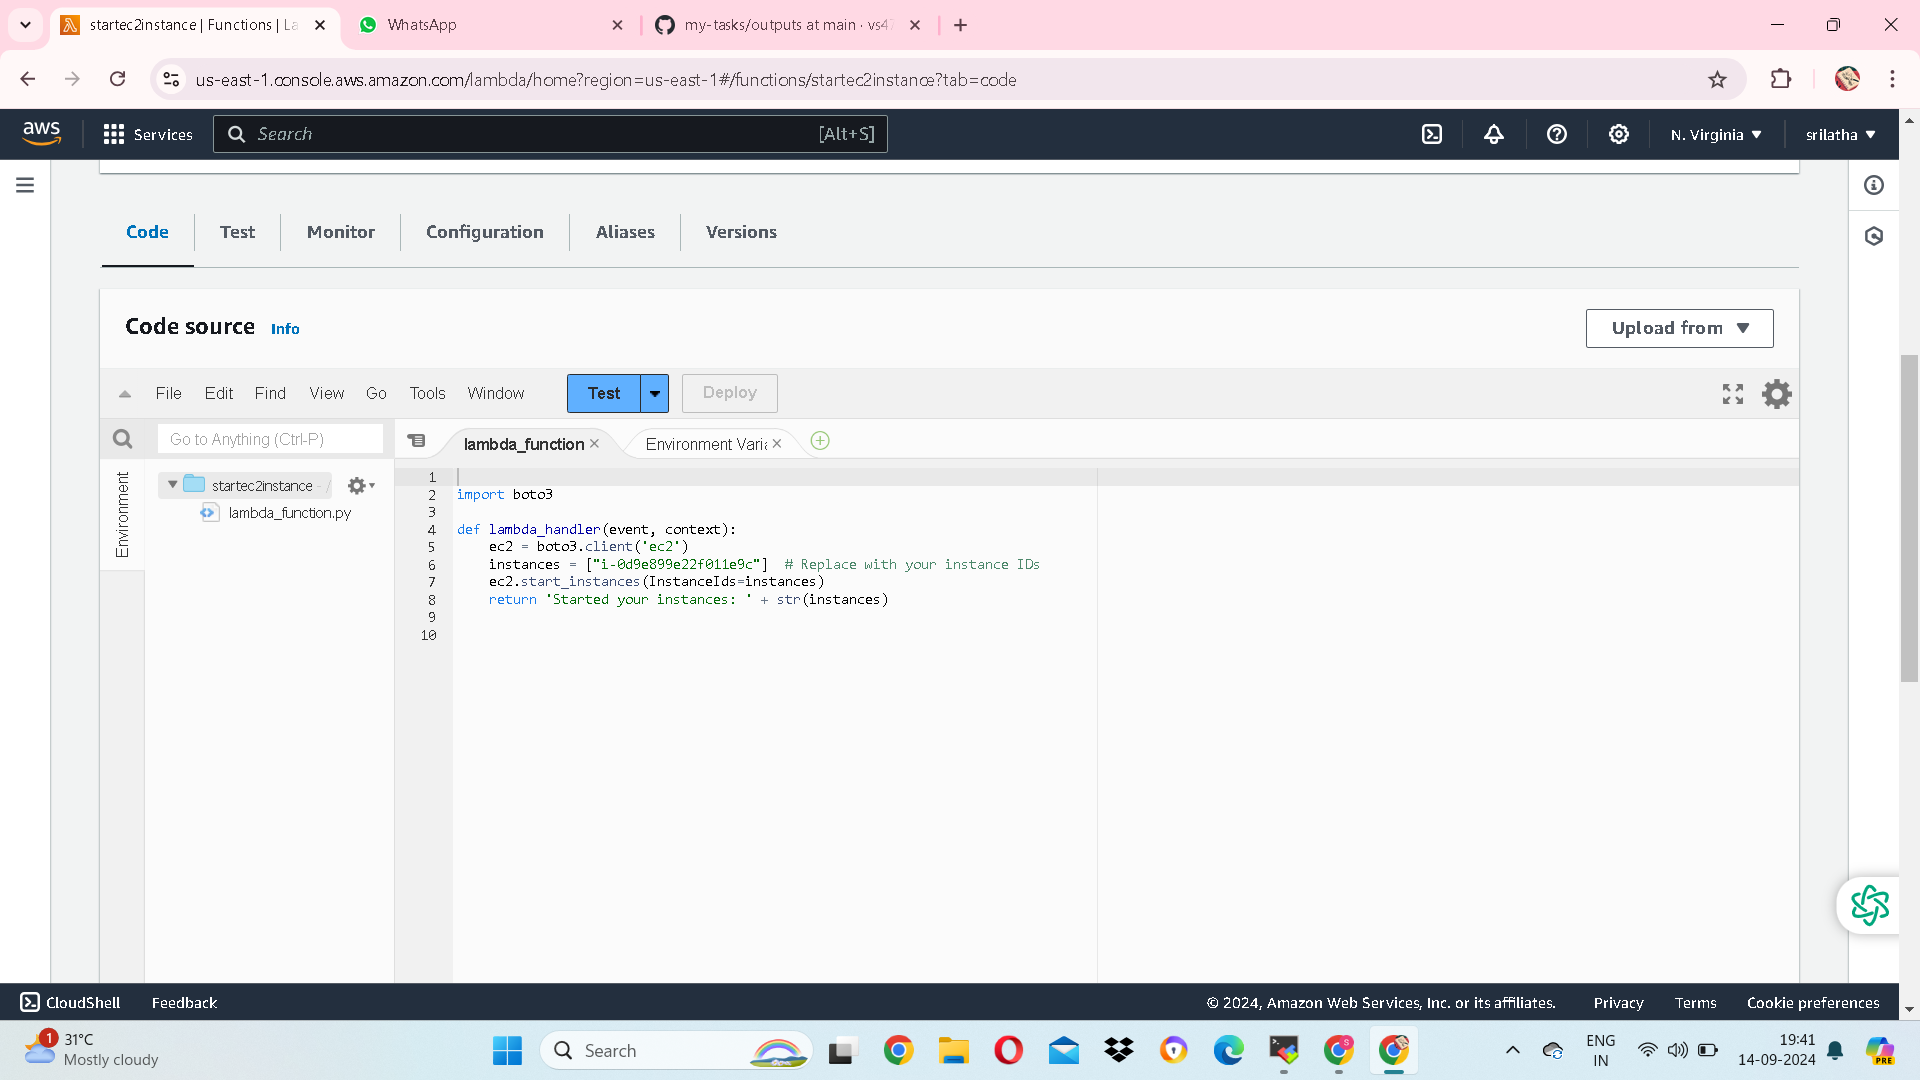 startec2instance | Functions | La
WhatsApp
my-tasks/outputs at main · vs47
us-east-1.console.aws.amazon.com/lambda/home?region=us-east-1#/functions/startec2instance?tab=code
aws
Services
Search
[Alt+S]
N. Virginia
srilatha
Code
Test
Monitor
Configuration
Aliases
Versions
Code source
Info
Upload from
File
Edit
Find
View
Go
Tools
Window
Test
Deploy
Go to Anything (Ctrl-P)
lambda_function
Environment Vari
Environment
startec2instance - /
lambda_function.py
1
2 import boto3
3
4 def lambda_handler(event, context):
5 ec2 = boto3.client('ec2')
6 instances = ["i-0d9e899e22f011e9c"]  # Replace with your instance IDs
7 ec2.start_instances(InstanceIds=instances)
8 return 'Started your instances: ' + str(instances)
9
10
CloudShell
Feedback
© 2024, Amazon Web Services, Inc. or its affiliates.
Privacy
Terms
Cookie preferences
1
31°C
Mostly cloudy
Search
S
ENG
IN
19:41
14-09-2024
PRE